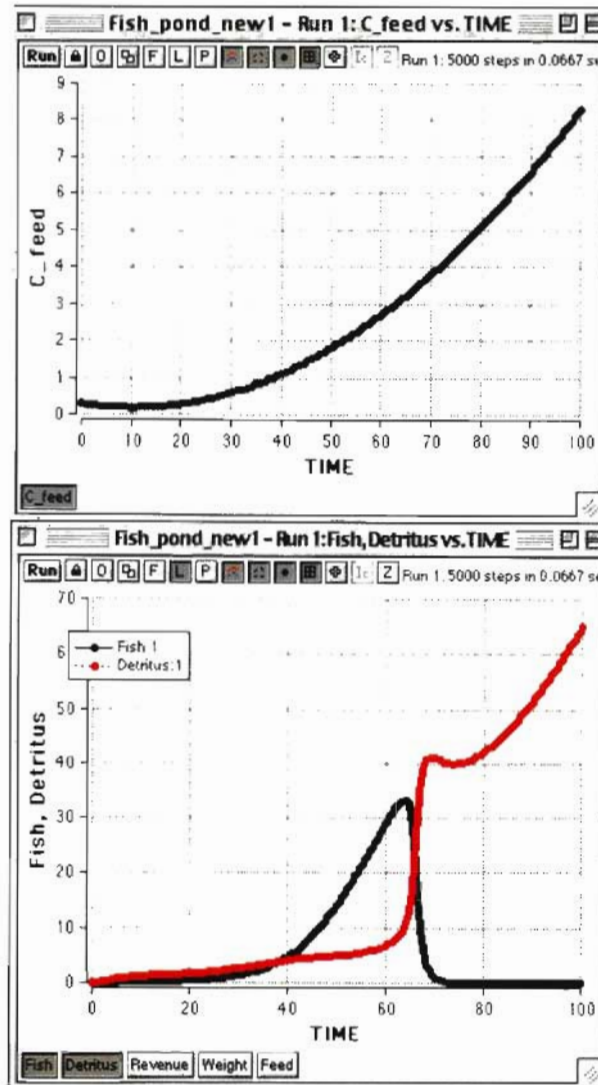 Fish_pond_new1 - Run 1: C_feed vs. TIME
Run O F L P Z Run 1: 5000 steps in 0.0667 se
9
8
7
6
5
4
3
2
1
0
C_feed
0 10 20 30 40 50 60 70 80 90 100
TIME
C_feed
Fish_pond_new1 - Run 1:Fish, Detritus vs. TIME
Run O F L P Z Run 1: 5000 steps in 0.0667 se
70
6
50
40
30
20
10
0
Fish, Detritus
Fish 1
Detritus:1
0 20 40 60 80 100
TIME
Fish Detritus Revenue Weight Feed